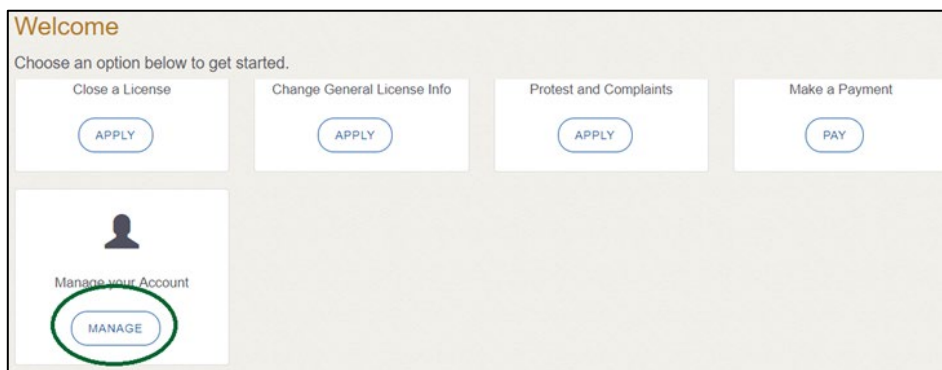 Welcome
Choose an option below to get started.
Close a License
Change General License Info
Protest and Complaints
Make a Payment
APPLY
APPLY
APPLY
PAY
Manage your Account
MANAGE